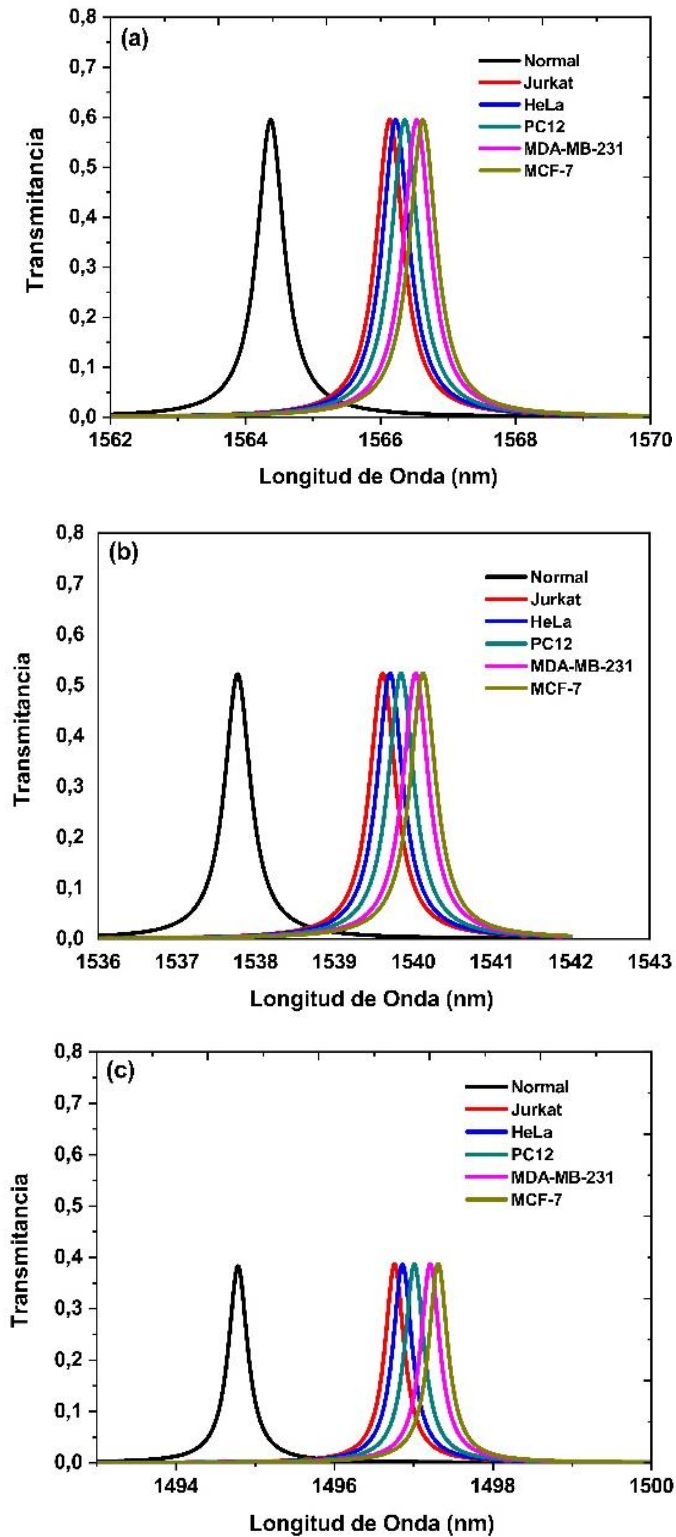 (a)
Normal
Jurkat
HeLa
PC12
MDA-MB-231
MCF-7
Transmitancia
0,8
0,7
0,6
0,5
0,4
0,3
0,2
0,1
0,0
1562 1564 1566 1568 1570
Longitud de Onda (nm)
(b)
Normal
Jurkat
HeLa
PC12
MDA-MB-231
MCF-7
Transmitancia
0,8
0,7
0,6
0,5
0,4
0,3
0,2
0,1
0,0
1536 1537 1538 1539 1540 1541 1542 1543
Longitud de Onda (nm)
(c)
Normal
Jurkat
HeLa
PC12
MDA-MB-231
MCF-7
Transmitancia
0,8
0,7
0,6
0,5
0,4
0,3
0,2
0,1
0,0
1494 1496 1498 1500
Longitud de Onda (nm)